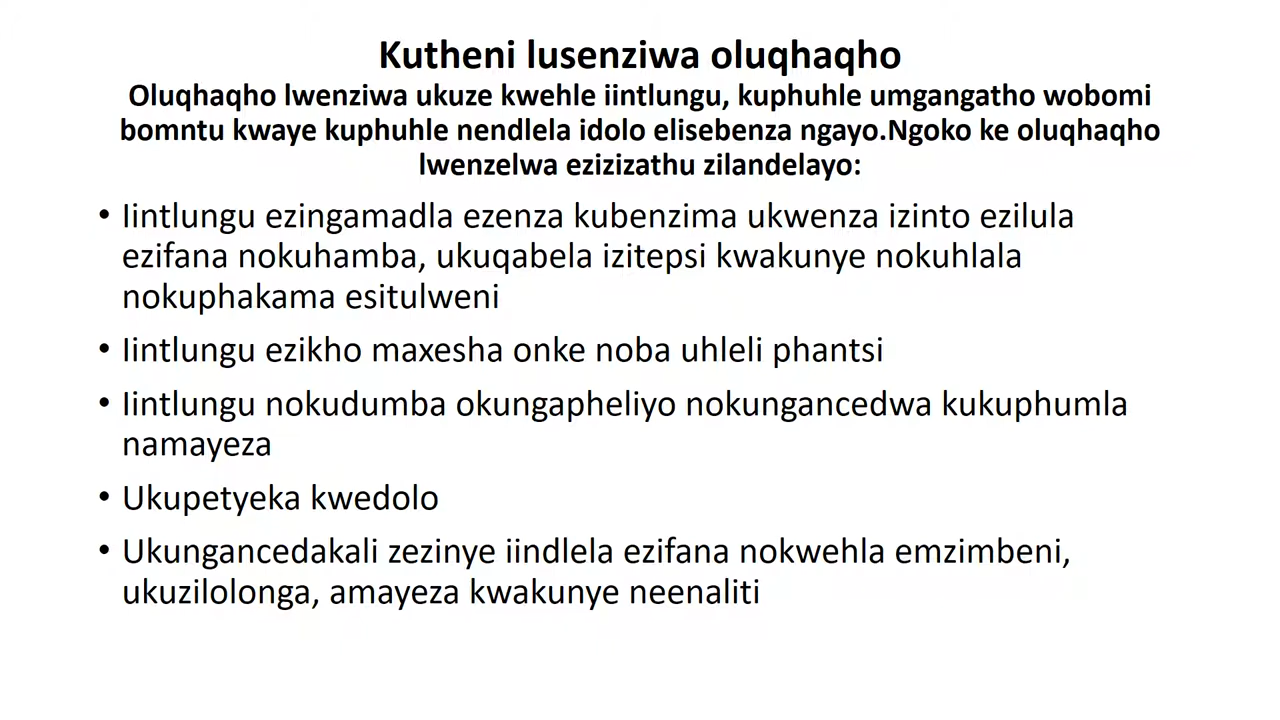 Kutheni lusenziwa oluqhaqho
Oluqhaqho lwenziwa ukuze kwehle iintlungu, kuphuhle umgangatho wobomi
bomntu kwaye kuphuhle nendlela idolo elisebenza ngayo.Ngoko ke oluqhaqho
lwenzelwa ezizizathu zilandelayo:
• Iintlungu ezingamadla ezenza kubenzima ukwenza izinto ezilula
ezifana nokuhamba, ukuqabela izitepsi kwakunye nokuhlala
nokuphakama esitulweni
• Iintlungu ezikho maxesha onke noba uhleli phantsi
• Iintlungu nokudumba okungapheliyo nokungancedwa kukuphumla
namayeza
• Ukupetyeka kwedolo
• Ukungancedakali zezinye iindlela ezifana nokwehla emzimbeni,
ukuzilolonga, amayeza kwakunye neenaliti